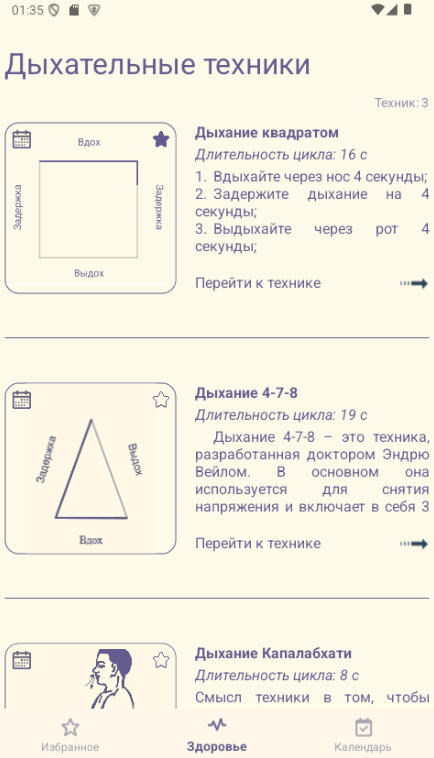 01:35
Дыхательные техники
Техник: 3
Вдох
Задержка
Задержка
Выдох
Дыхание квадратом
Длительность цикла: 16 с
1. Вдыхайте через нос 4 секунды;
2. Задержите дыхание на 4
секунды;
3. Выдыхайте через рот 4
секунды;
Перейти к технике
Задержка
Выдох
Вдох
Дыхание 4-7-8
Длительность цикла: 19 с
Дыхание 4-7-8 – это техника,
разработанная доктором Эндрю
Вейлом. В основном она
используется для снятия
напряжения и включает в себя 3
Перейти к технике
Дыхание Капалабхати
Длительность цикла: 8 с
Смысл техники в том, чтобы
Избранное
Здоровье
Календарь